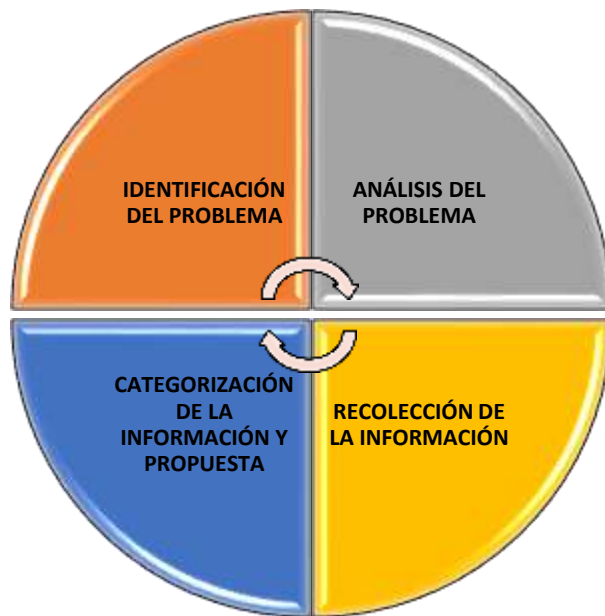 IDENTIFICACIÓN
DEL PROBLEMA
ANÁLISIS DEL
PROBLEMA
CATEGORIZACIÓN
DE LA
INFORMACIÓN Y
PROPUESTA
RECOLECCIÓN DE
LA INFORMACIÓN